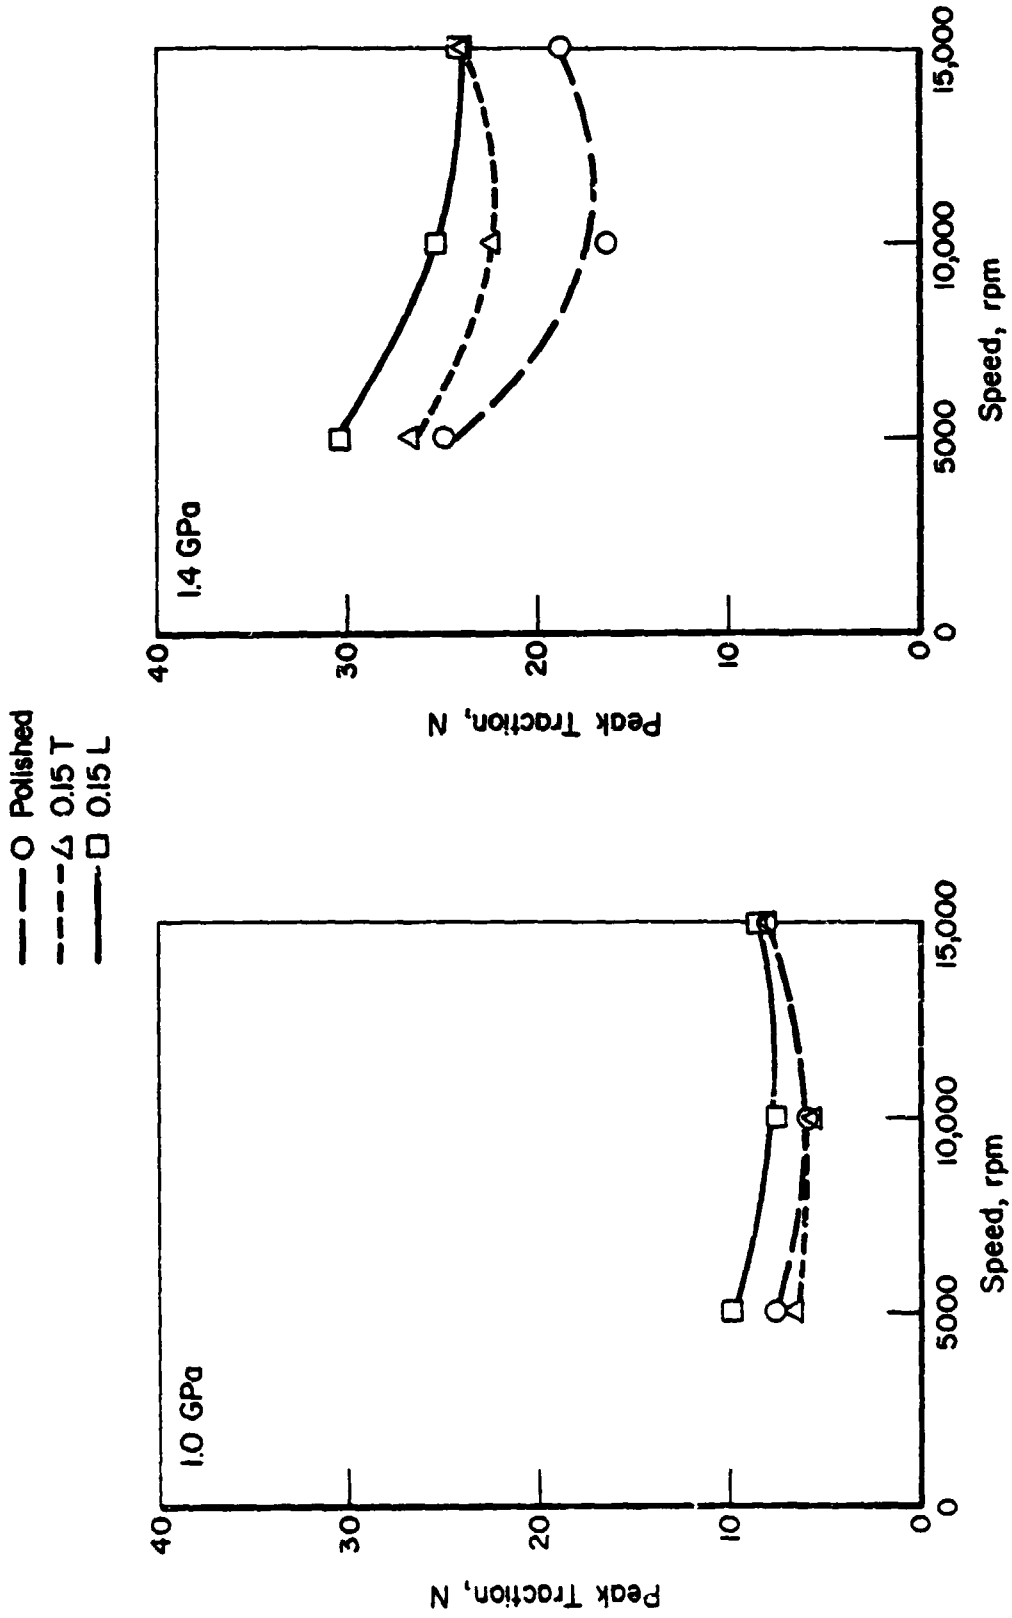 Polished
0.15 T
0.15 L
1.0 GPa
40
30
20
10
0
Peak Traction, N
0
5000
10,000
15,000
Speed, rpm
1.4 GPa
40
30
20
10
0
Peak Traction, N
0
5000
10,000
15,000
Speed, rpm